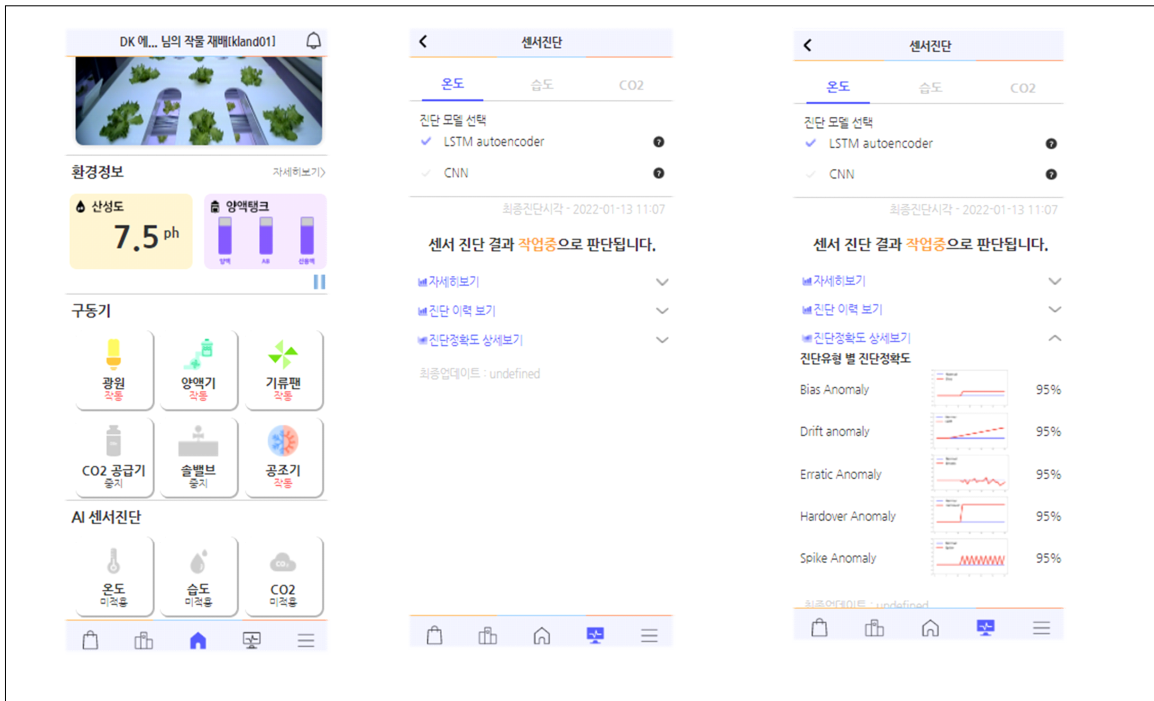 DK 에... 님의 작물 재배[kland01]
환경정보
자세히보기>
산성도
7.5 ph
양액탱크
양액
AB
산용액
구동기
광원
작동
양액기
작동
기류팬
작동
CO2 공급기
중지
솔밸브
중지
공조기
작동
AI 센서진단
온도
미적용
습도
미적용
CO2
미적용
센서진단
온도 습도 CO2
진단 모델 선택
LSTM autoencoder
CNN
최종진단시각 - 2022-01-13 11:07
센서 진단 결과 작업중으로 판단됩니다.
자세히보기
진단 이력 보기
진단정확도 상세보기
최종업데이트 : undefined
센서진단
온도 습도 CO2
진단 모델 선택
LSTM autoencoder
CNN
최종진단시각 - 2022-01-13 11:07
센서 진단 결과 작업중으로 판단됩니다.
자세히보기
진단 이력 보기
진단정확도 상세보기
진단유형 별 진단정확도
Bias Anomaly 95%
Drift anomaly 95%
Erratic Anomaly 95%
Hardover Anomaly 95%
Spike Anomaly 95%
최종업데이트 : undefined